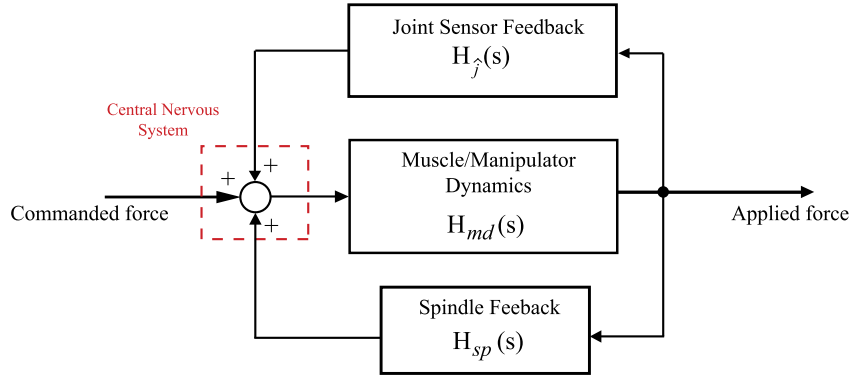 Joint Sensor Feedback
H_ĵ(s)
Central Nervous
System
+
+
+
Muscle/Manipulator
Dynamics
H_md(s)
Commanded force
Applied force
Spindle Feeback
H_sp(s)